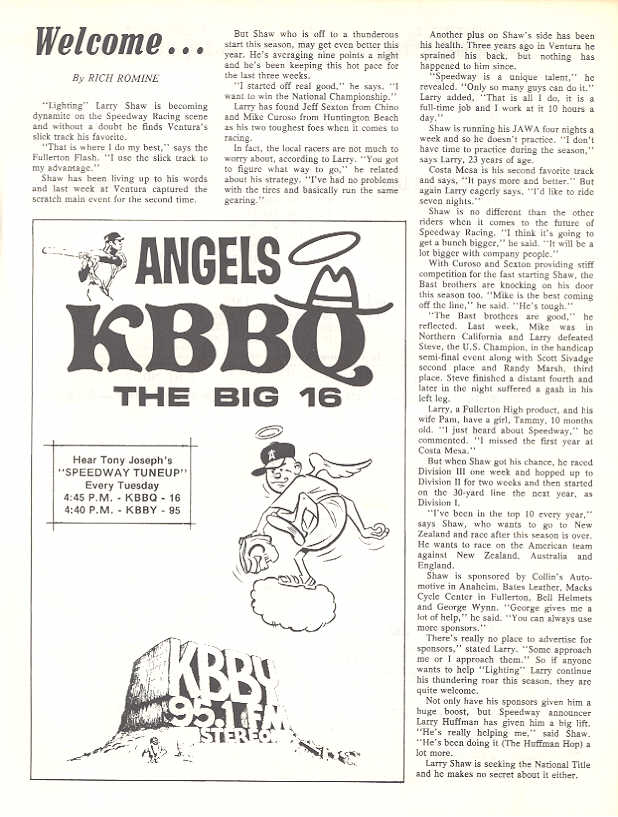 Welcome...
By RICH ROMINE
"Lighting" Larry Shaw is becoming
dynamite on the Speedway Racing scene
and without a doubt he finds Ventura's
slick track his favorite.
"That is where I do my best," says the
Fullerton Flash. "I use the slick track to
my advantage."
Shaw has been living up to his words
and last week at Ventura captured the
scratch main event for the second time.
But Shaw who is off to a thunderous
start this season, may get even better this
year. He's averaging nine points a night
and he's been keeping this hot pace for
the last three weeks.
"I started off real good," he says. "I
want to win the National Championship."
Larry has found Jeff Sexton from Chino
and Mike Curoso from Huntington Beach
as his two toughest foes when it comes to
racing.
In fact, the local racers are not much to
worry about, according to Larry. "You got
to figure what way to go," he related
about his strategy. "I've had no problems
with the tires and basically run the same
gearing."
Another plus on Shaw's side has been
his health. Three years ago in Ventura he
sprained his back, but nothing has
happened to him since.
"Speedway is a unique talent," he
revealed. "Only so many guys can do it."
Larry added, "That is all I do, it is a
full-time job and I work at it 10 hours a
day."
Shaw is running his JAWA four nights a
week and so he doesn't practice. "I don't
have time to practice during the season,"
says Larry, 23 years of age.
Costa Mesa is his second favorite track
and says, "It pays more and better." But
again Larry eagerly says, "I'd like to ride
seven nights."
Shaw is no different than the other
riders when it comes to the future of
Speedway Racing. "I think it's going to
get a bunch bigger," he said. "It will be a
lot bigger with company people."
With Curoso and Sexton providing stiff
competition for the fast starting Shaw, the
Bast brothers are knocking on his door
this season too. "Mike is the best coming
off the line," he said. "He's tough."
"The Bast brothers are good," he
reflected. Last week, Mike was in
Northern California and Larry defeated
Steve, the U.S. Champion, in the handicap
semi-final event along with Scott Sivadge
second place and Randy Marsh, third
place. Steve finished a distant fourth and
later in the night suffered a gash in his
left leg.
Larry, a Fullerton High product, and his
wife Pam, have a girl, Tammy, 10 months
old. "I just heard about Speedway," he
commented. "I missed the first year at
Costa Mesa."
But when Shaw got his chance, he raced
Division III one week and hopped up to
Division II for two weeks and then started
on the 30-yard line the next year, as
Division I.
"I've been in the top 10 every year,"
says Shaw, who wants to go to New
Zealand and race after this season is over.
He wants to race on the American team
against New Zealand, Australia and
England.
Shaw is sponsored by Collin's Auto-
motive in Anaheim, Bates Leather, Macks
Cycle Center in Fullerton, Bell Helmets
and George Wynn. "George gives me a
lot of help," he said. "You can always use
more sponsors."
There's really no place to advertise for
sponsors," stated Larry. "Some approach
me or I approach them." So if anyone
wants to help "Lighting" Larry continue
his thundering roar this season, they are
quite welcome.
Not only have his sponsors given him a
huge boost, but Speedway announcer
Larry Huffman has given him a big lift.
"He's really helping me," said Shaw.
"He's been doing it (The Huffman Hop) a
lot more.
Larry Shaw is seeking the National Title
and he makes no secret about it either.
ANGELS
KBBQ
THE BIG 16
Hear Tony Joseph's
"SPEEDWAY TUNEUP"
Every Tuesday
4:45 P.M. - KBBQ - 16
4:40 P.M. - KBBY - 95
A
KBBY
95.1 FM
STEREO